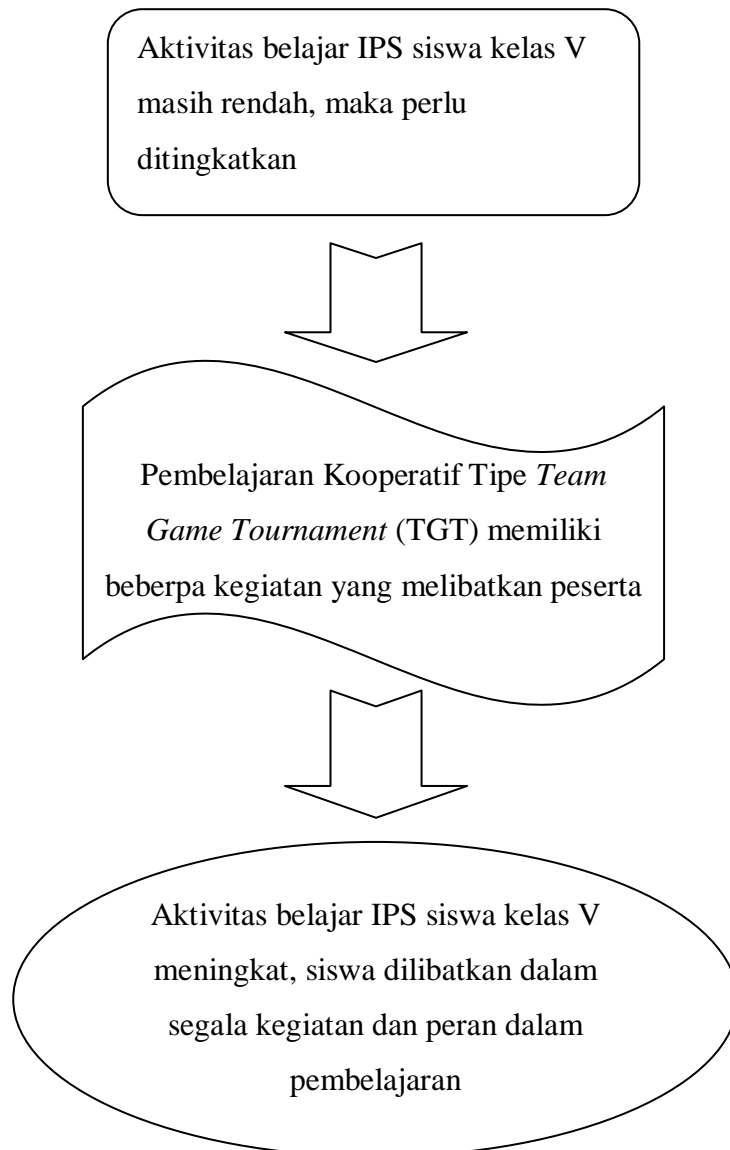 Aktivitas belajar IPS siswa kelas V
masih rendah, maka perlu
ditingkatkan
Pembelajaran Kooperatif Tipe Team
Game Tournament (TGT) memiliki
beberpa kegiatan yang melibatkan peserta
Aktivitas belajar IPS siswa kelas V
meningkat, siswa dilibatkan dalam
segala kegiatan dan peran dalam
pembelajaran